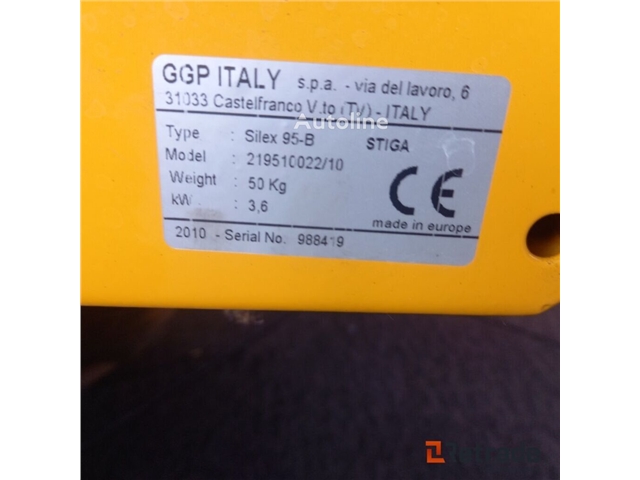 GGP ITALY s.p.a. - via del lavoro, 6
31033 Castelfranco V.to (TV) - ITALY
Autoline
Type : Silex 95-B STIGA
Model : 219510022/10
Weight : 50 Kg
kW : 3,6
CE
made in europe
2010 - Serial No. 988419